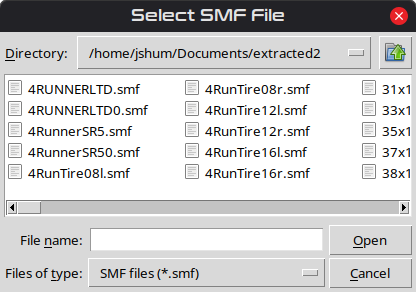 Select SMF File
Directory: /home/jshum/Documents/extracted2
4RUNNERLTD.smf 4RunTire08r.smf 31x1
4RUNNERLTD0.smf 4RunTire12l.smf 33x1
4RunnerSR5.smf 4RunTire12r.smf 35x1
4RunnerSR50.smf 4RunTire16l.smf 37x1
4RunTire08l.smf 4RunTire16r.smf 38x1
File name: Open
Files of type: SMF files (*.smf) Cancel